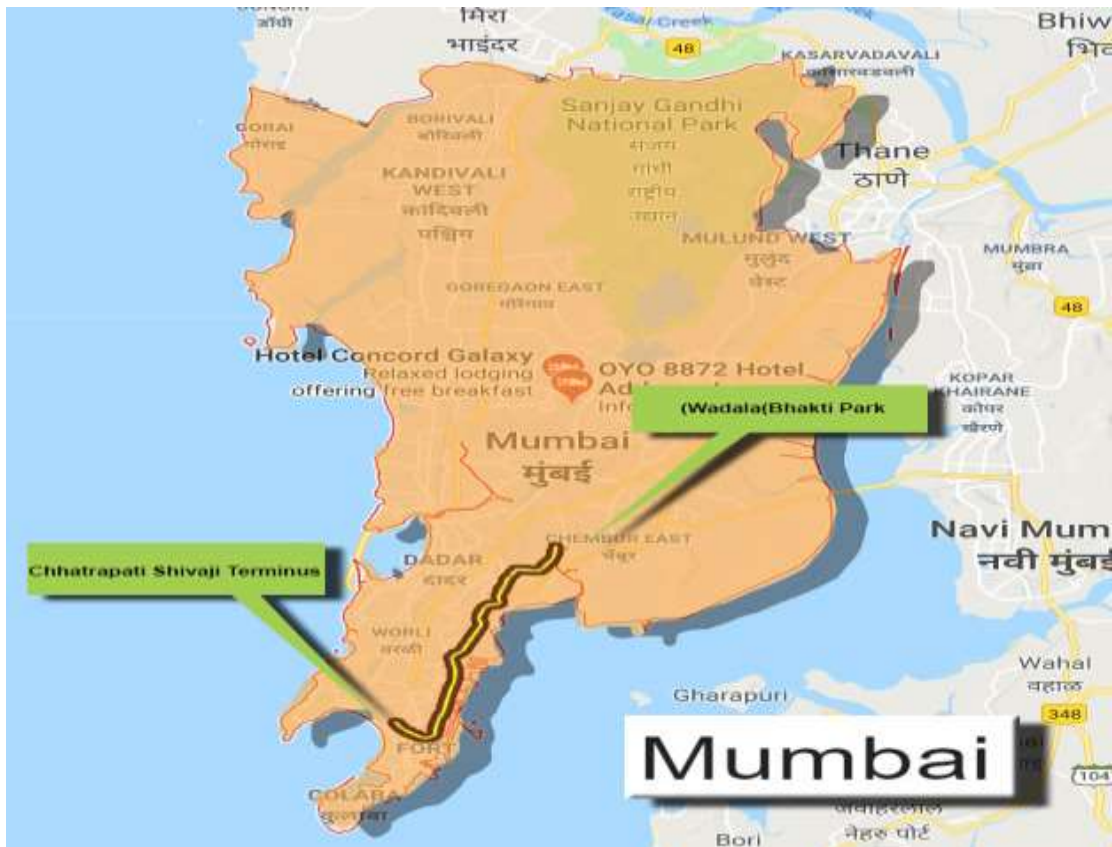 मिरा
भाइंदर
48
KASARVADAVALI
Bhiw
भिव
GORAI
गोराई
BORIVALI
बोरिवली
Sanjay Gandhi
National Park
संजय
गांधी
राष्ट्रीय
उद्यान
Thane
ठाणे
KANDIVALI
WEST
कांदिवली
पश्चिम
MULUND WEST
मुलुंड
वेस्ट
MUMBRA
मुंब्रा
48
GOREGAON EAST
गोरेगाव
Hotel Concord Galaxy
Relaxed lodging
offering free breakfast
OYO 8872 Hotel
KOPAR
KHAIRANE
कोपर
खैरणे
(Wadala(Bhakti Park
Mumbai
मुंबई
CHEMBUR EAST
चेंबूर
Navi Mum
नवी मुंबई
DADAR
दादर
Chhatrapati Shivaji Terminus
WORLI
वरळी
Wahal
वहाळ
Gharapuri
348
FORT
Mumbai
104
COLABA
कुलाबा
जवाहरलाल
नेहरु पोर्ट
Bori